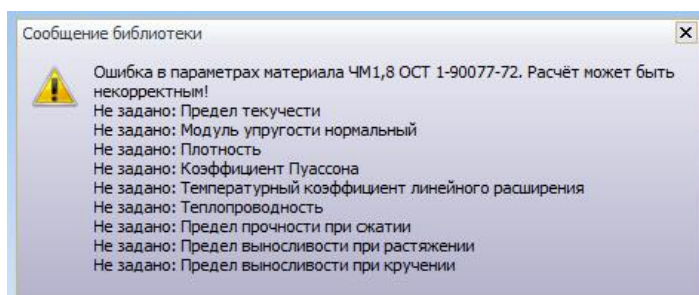 Сообщение библиотеки
Ошибка в параметрах материала ЧМ1,8 ОСТ 1-90077-72. Расчёт может быть
некорректным!
Не задано: Предел текучести
Не задано: Модуль упругости нормальный
Не задано: Плотность
Не задано: Коэффициент Пуассона
Не задано: Температурный коэффициент линейного расширения
Не задано: Теплопроводность
Не задано: Предел прочности при сжатии
Не задано: Предел выносливости при растяжении
Не задано: Предел выносливости при кручении